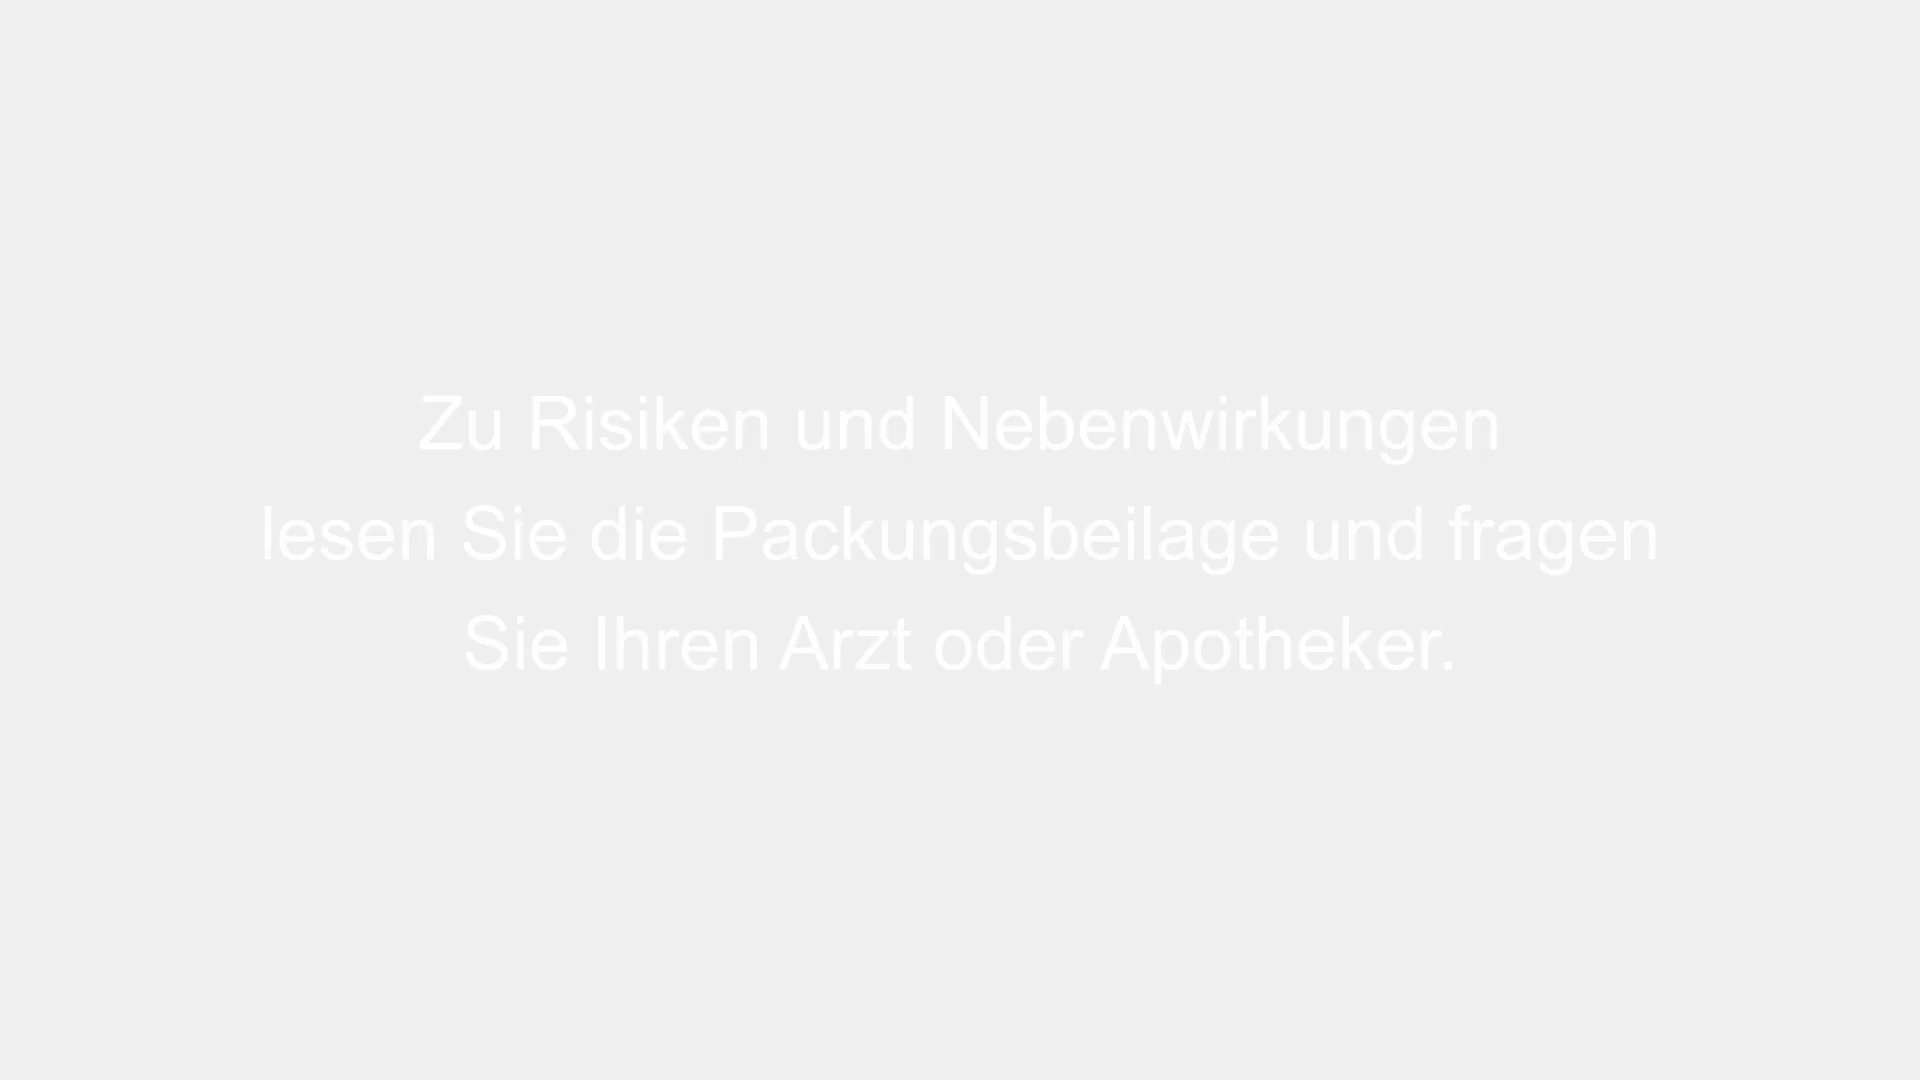 Zu Risiken und Nebenwirkungen
lesen Sie die Packungsbeilage und fragen
Sie Ihren Arzt oder Apotheker.